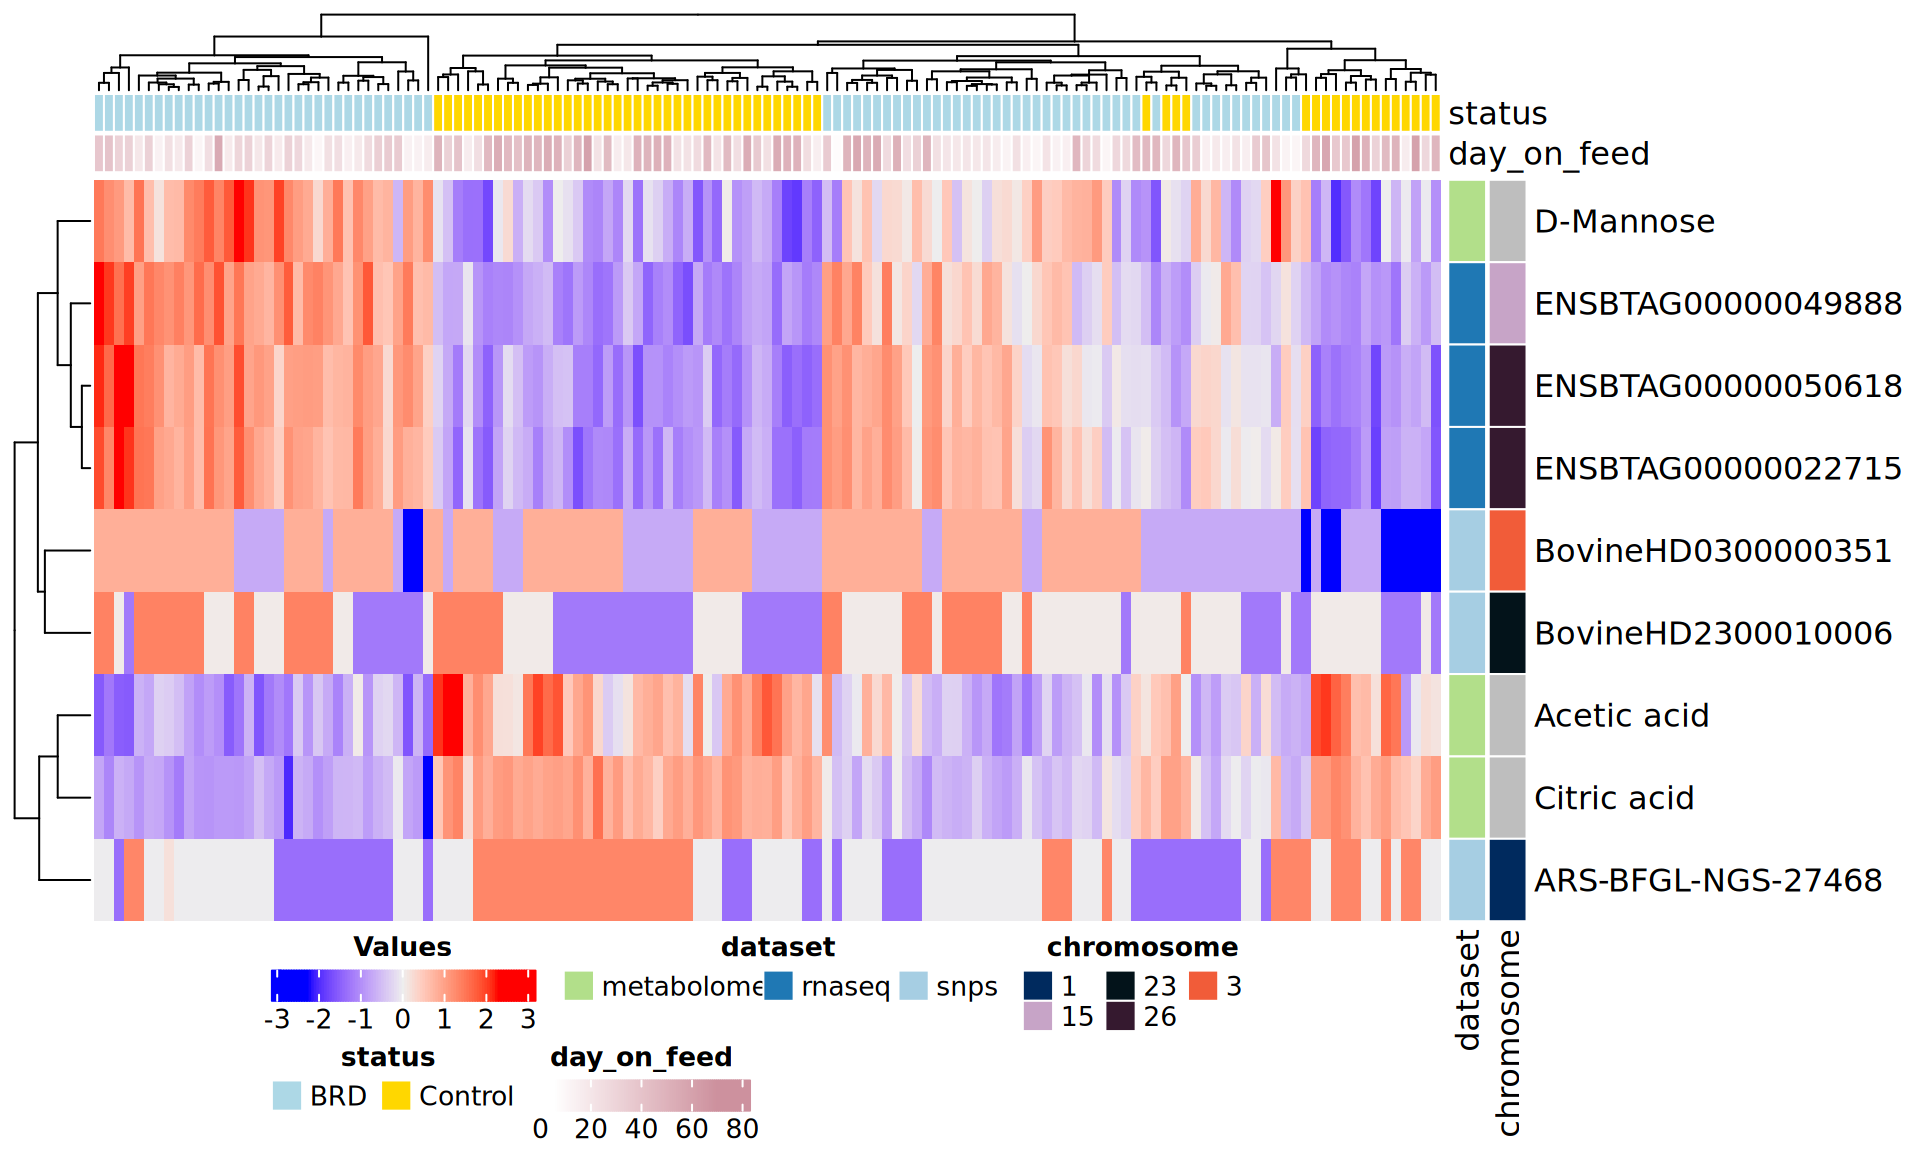 status
day_on_feed
D-Mannose
ENSBTAG00000049888
ENSBTAG00000050618
ENSBTAG00000022715
BovineHD0300000351
BovineHD2300010006
Acetic acid
Citric acid
ARS-BFGL-NGS-27468
dataset
chromosome
Values
-3 -2 -1 0 1 2 3
dataset
metabolome rnaseq snps
chromosome
1 23 3
15 26
status
BRD Control
day_on_feed
0 20 40 60 80